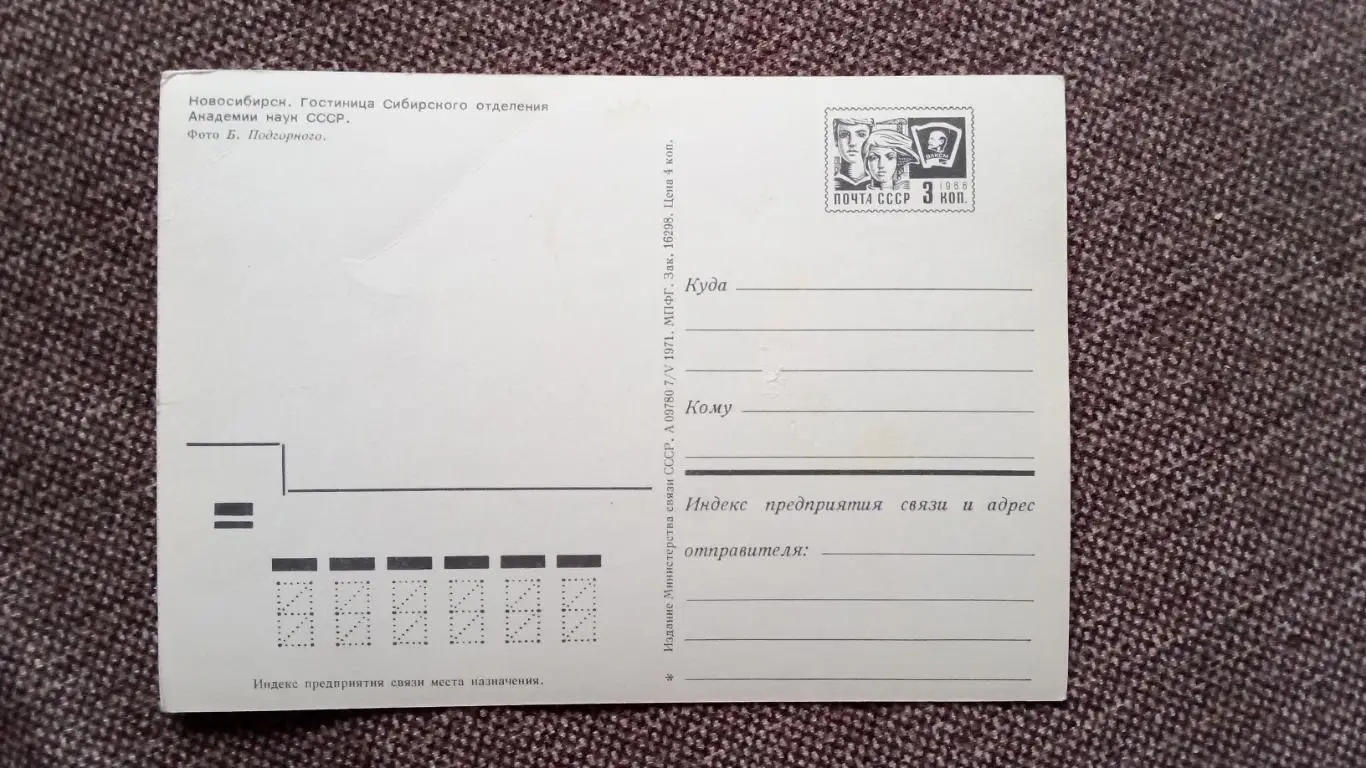 Новосибирск. Гостиница Сибирского отделения
Академии наук СССР.
Фото Б. Подгорного.
Издание Министерства связи СССР. А 09780 7/V 1971. МПФГ. Зак. 16298. Цена 4 коп.
*
ВЛКСМ
1966
ПОЧТА СССР 3 КОП.
Куда
Кому
Индекс предприятия связи и адрес
отправителя:
Индекс предприятия связи места назначения.